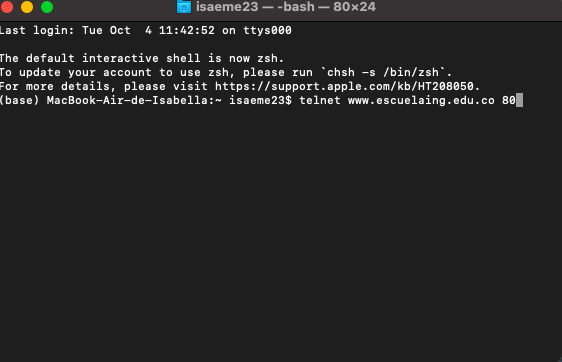 isaeme23 — -bash — 80×24
Last login: Tue Oct  4 11:42:52 on ttys000
The default interactive shell is now zsh.
To update your account to use zsh, please run `chsh -s /bin/zsh`.
For more details, please visit https://support.apple.com/kb/HT208050.
(base) MacBook-Air-de-Isabella:~ isaeme23$ telnet www.escuelaing.edu.co 80